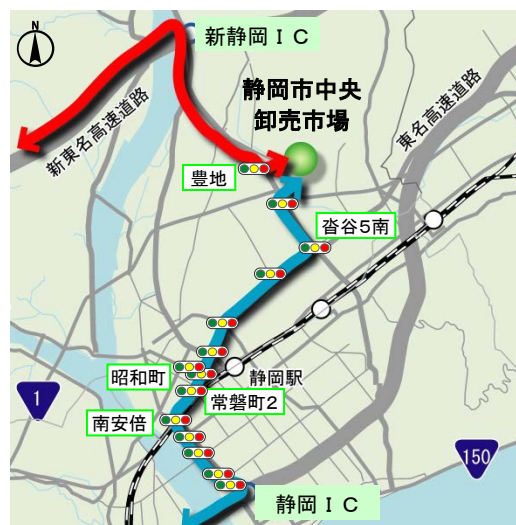 N
新静岡IC
静岡市中央
卸売市場
新東名高速道路
東名高速道路
豊地
沓谷5南
昭和町
静岡駅
常磐町2
1
南安倍
150
静岡IC